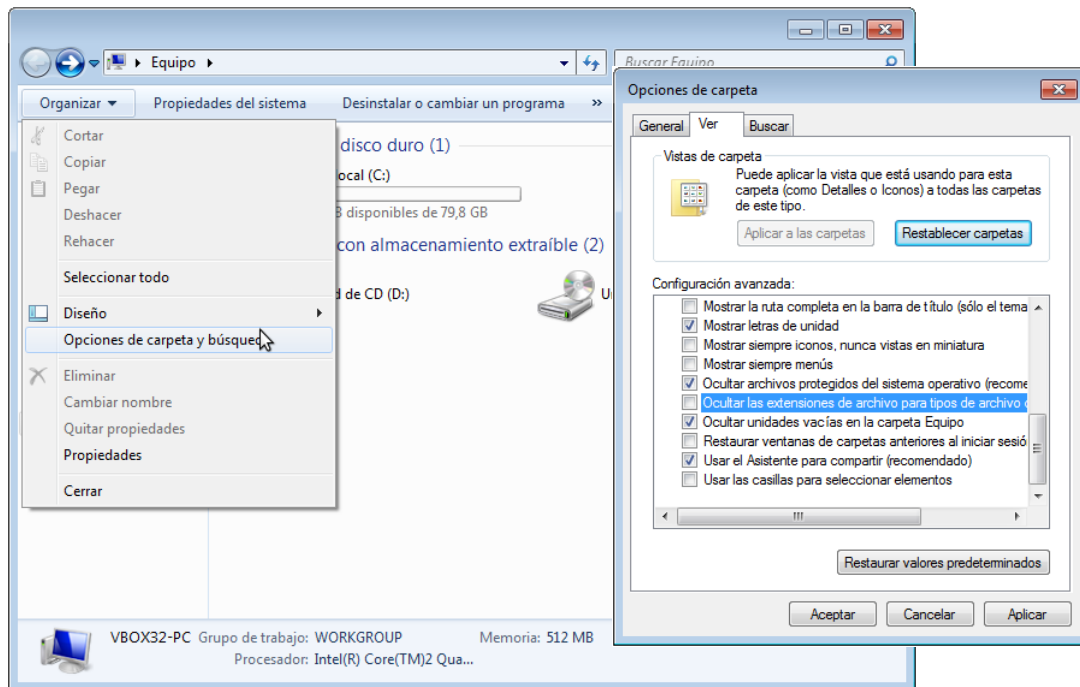 Equipo
Buscar Equipo
Organizar
Propiedades del sistema
Desinstalar o cambiar un programa
»
Cortar
Copiar
Pegar
Deshacer
Rehacer
Seleccionar todo
Diseño
Opciones de carpeta y búsqued
Eliminar
Cambiar nombre
Quitar propiedades
Propiedades
Cerrar
disco duro (1)
ocal (C:)
8 disponibles de 79,8 GB
con almacenamiento extraíble (2)
d de CD (D:)
U
VBOX32-PC Grupo de trabajo: WORKGROUP Memoria: 512 MB
Procesador: Intel(R) Core(TM)2 Qua...
Opciones de carpeta
General
Ver
Buscar
Vistas de carpeta
Puede aplicar la vista que está usando para esta
carpeta (como Detalles o Iconos) a todas las carpetas
de este tipo.
Aplicar a las carpetas
Restablecer carpetas
Configuración avanzada:
Mostrar la ruta completa en la barra de título (sólo el tema
Mostrar letras de unidad
Mostrar siempre iconos, nunca vistas en miniatura
Mostrar siempre menús
Ocultar archivos protegidos del sistema operativo (recome
Ocultar las extensiones de archivo para tipos de archivo
Ocultar unidades vacías en la carpeta Equipo
Restaurar ventanas de carpetas anteriores al iniciar sesió
Usar el Asistente para compartir (recomendado)
Usar las casillas para seleccionar elementos
Restaurar valores predeterminados
Aceptar
Cancelar
Aplicar